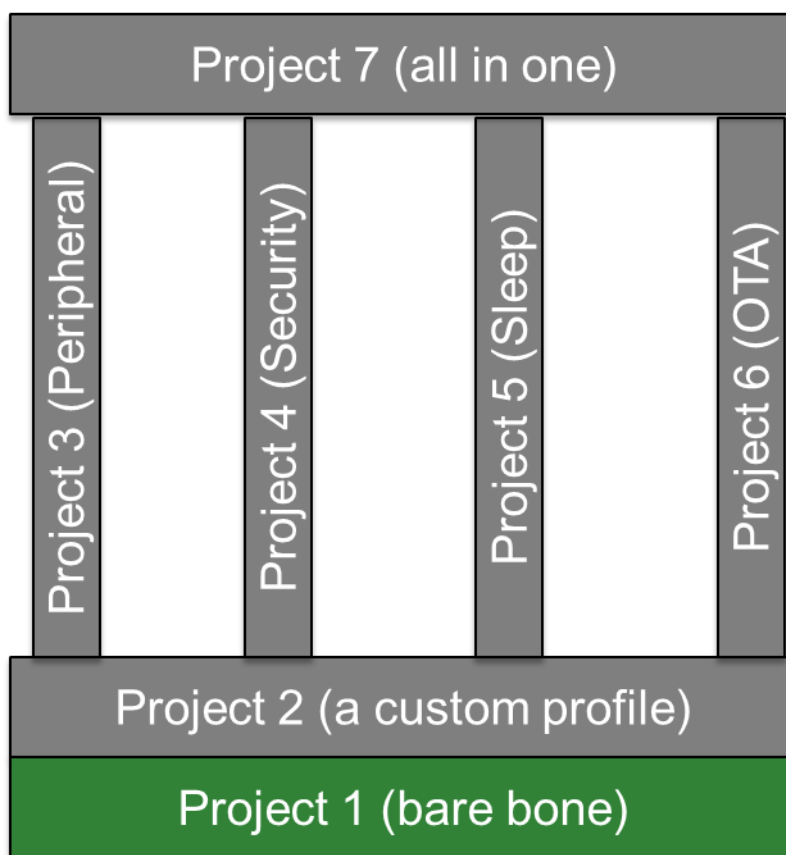 Project 7 (all in one)
Project 3 (Peripheral)
Project 4 (Security)
Project 5 (Sleep)
Project 6 (OTA)
Project 2 (a custom profile)
Project 1 (bare bone)